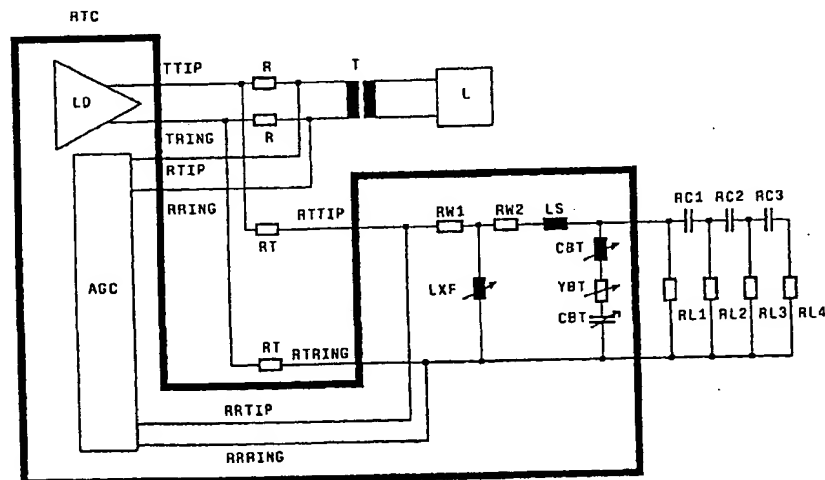 RTC
TTIP
R
T
LD
L
TRING
R
RTIP
RRING
RTTIP
RW1
RW2
LS
RC1
RC2
RC3
RT
CBT
AGC
LXF
YBT
CBT
RL1
RL2
RL3
RL4
RT
RTRING
RRTIP
RRRING